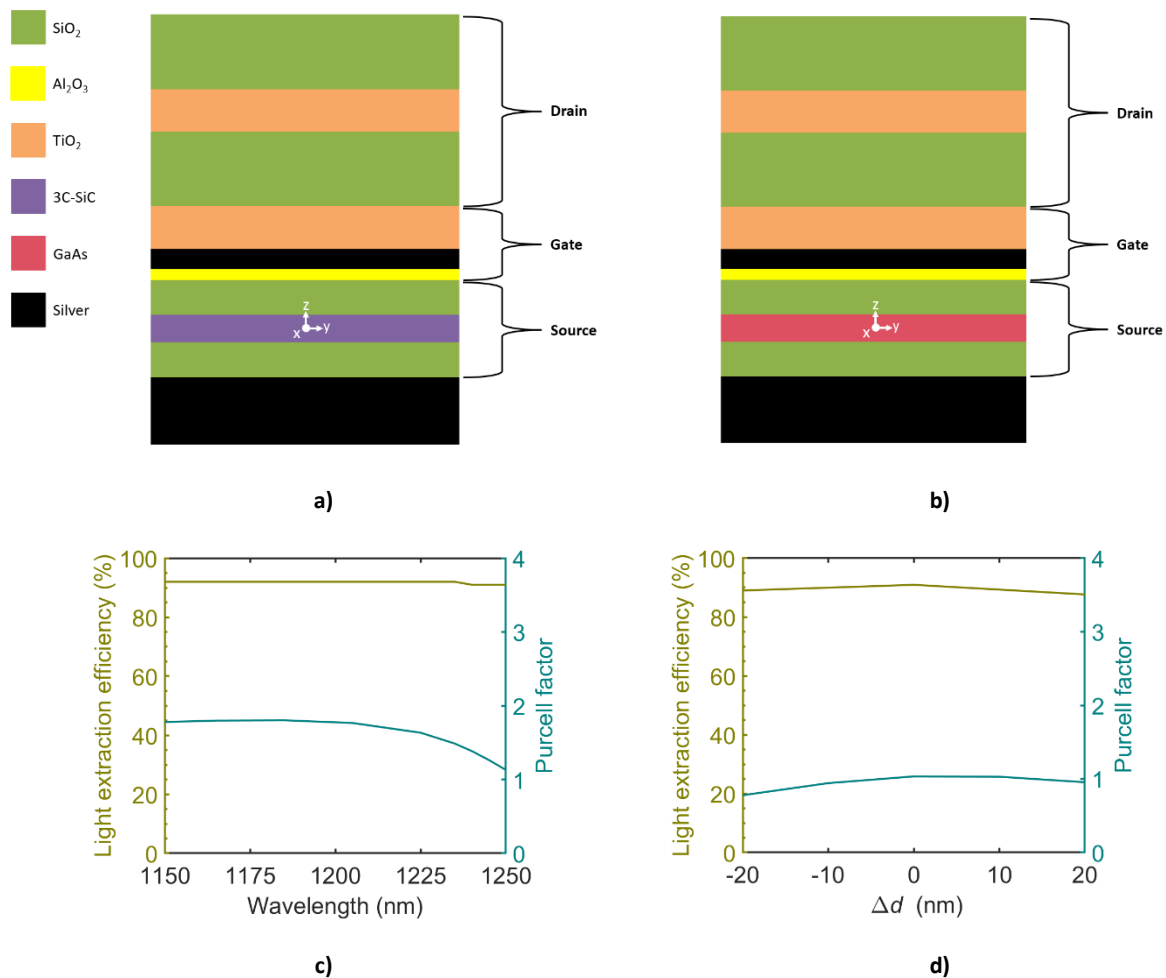 SiO₂
Al₂O₃
TiO₂
3C-SiC
GaAs
Silver
Drain
Gate
Source
z
x y
a)
Drain
Gate
Source
z
x y
b)
Light extraction efficiency (%)
100
80
60
40
20
0
4
3
2
1
0
Purcell factor
1150 1175 1200 1225 1250
Wavelength (nm)
c)
Light extraction efficiency (%)
100
80
60
40
20
0
4
3
2
1
0
Purcell factor
-20 -10 0 10 20
Δd (nm)
d)